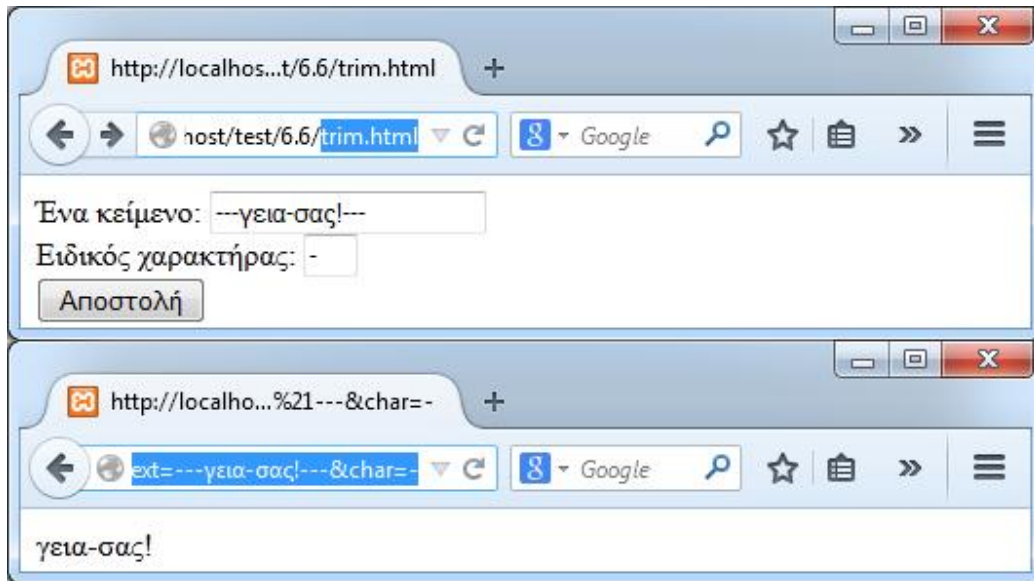 http://localhos...t/6.6/trim.html
host/test/6.6/trim.html
Google
Ένα κείμενο: ---γεια-σας!---
Ειδικός χαρακτήρας: -
Αποστολή
http://localho...%21---&char=-
ext=---γεια-σας!---&char=-
Google
γεια-σας!